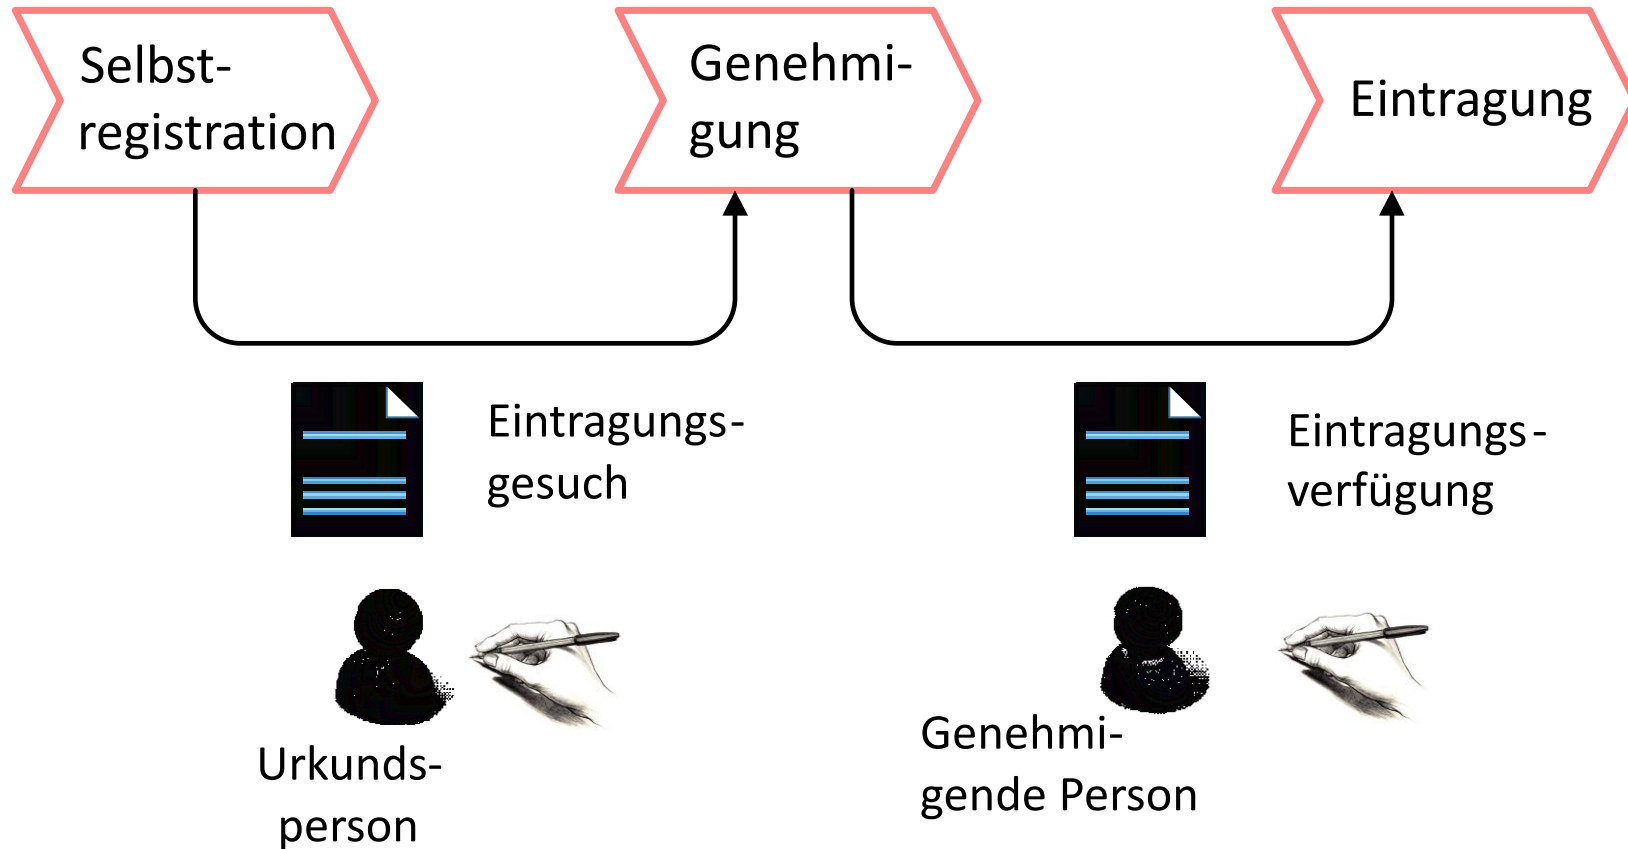 Selbst-
registration
Genehmi-
gung
Eintragung
Eintragungs-
gesuch
Eintragungs-
verfügung
Urkunds-
person
Genehmi-
gende Person